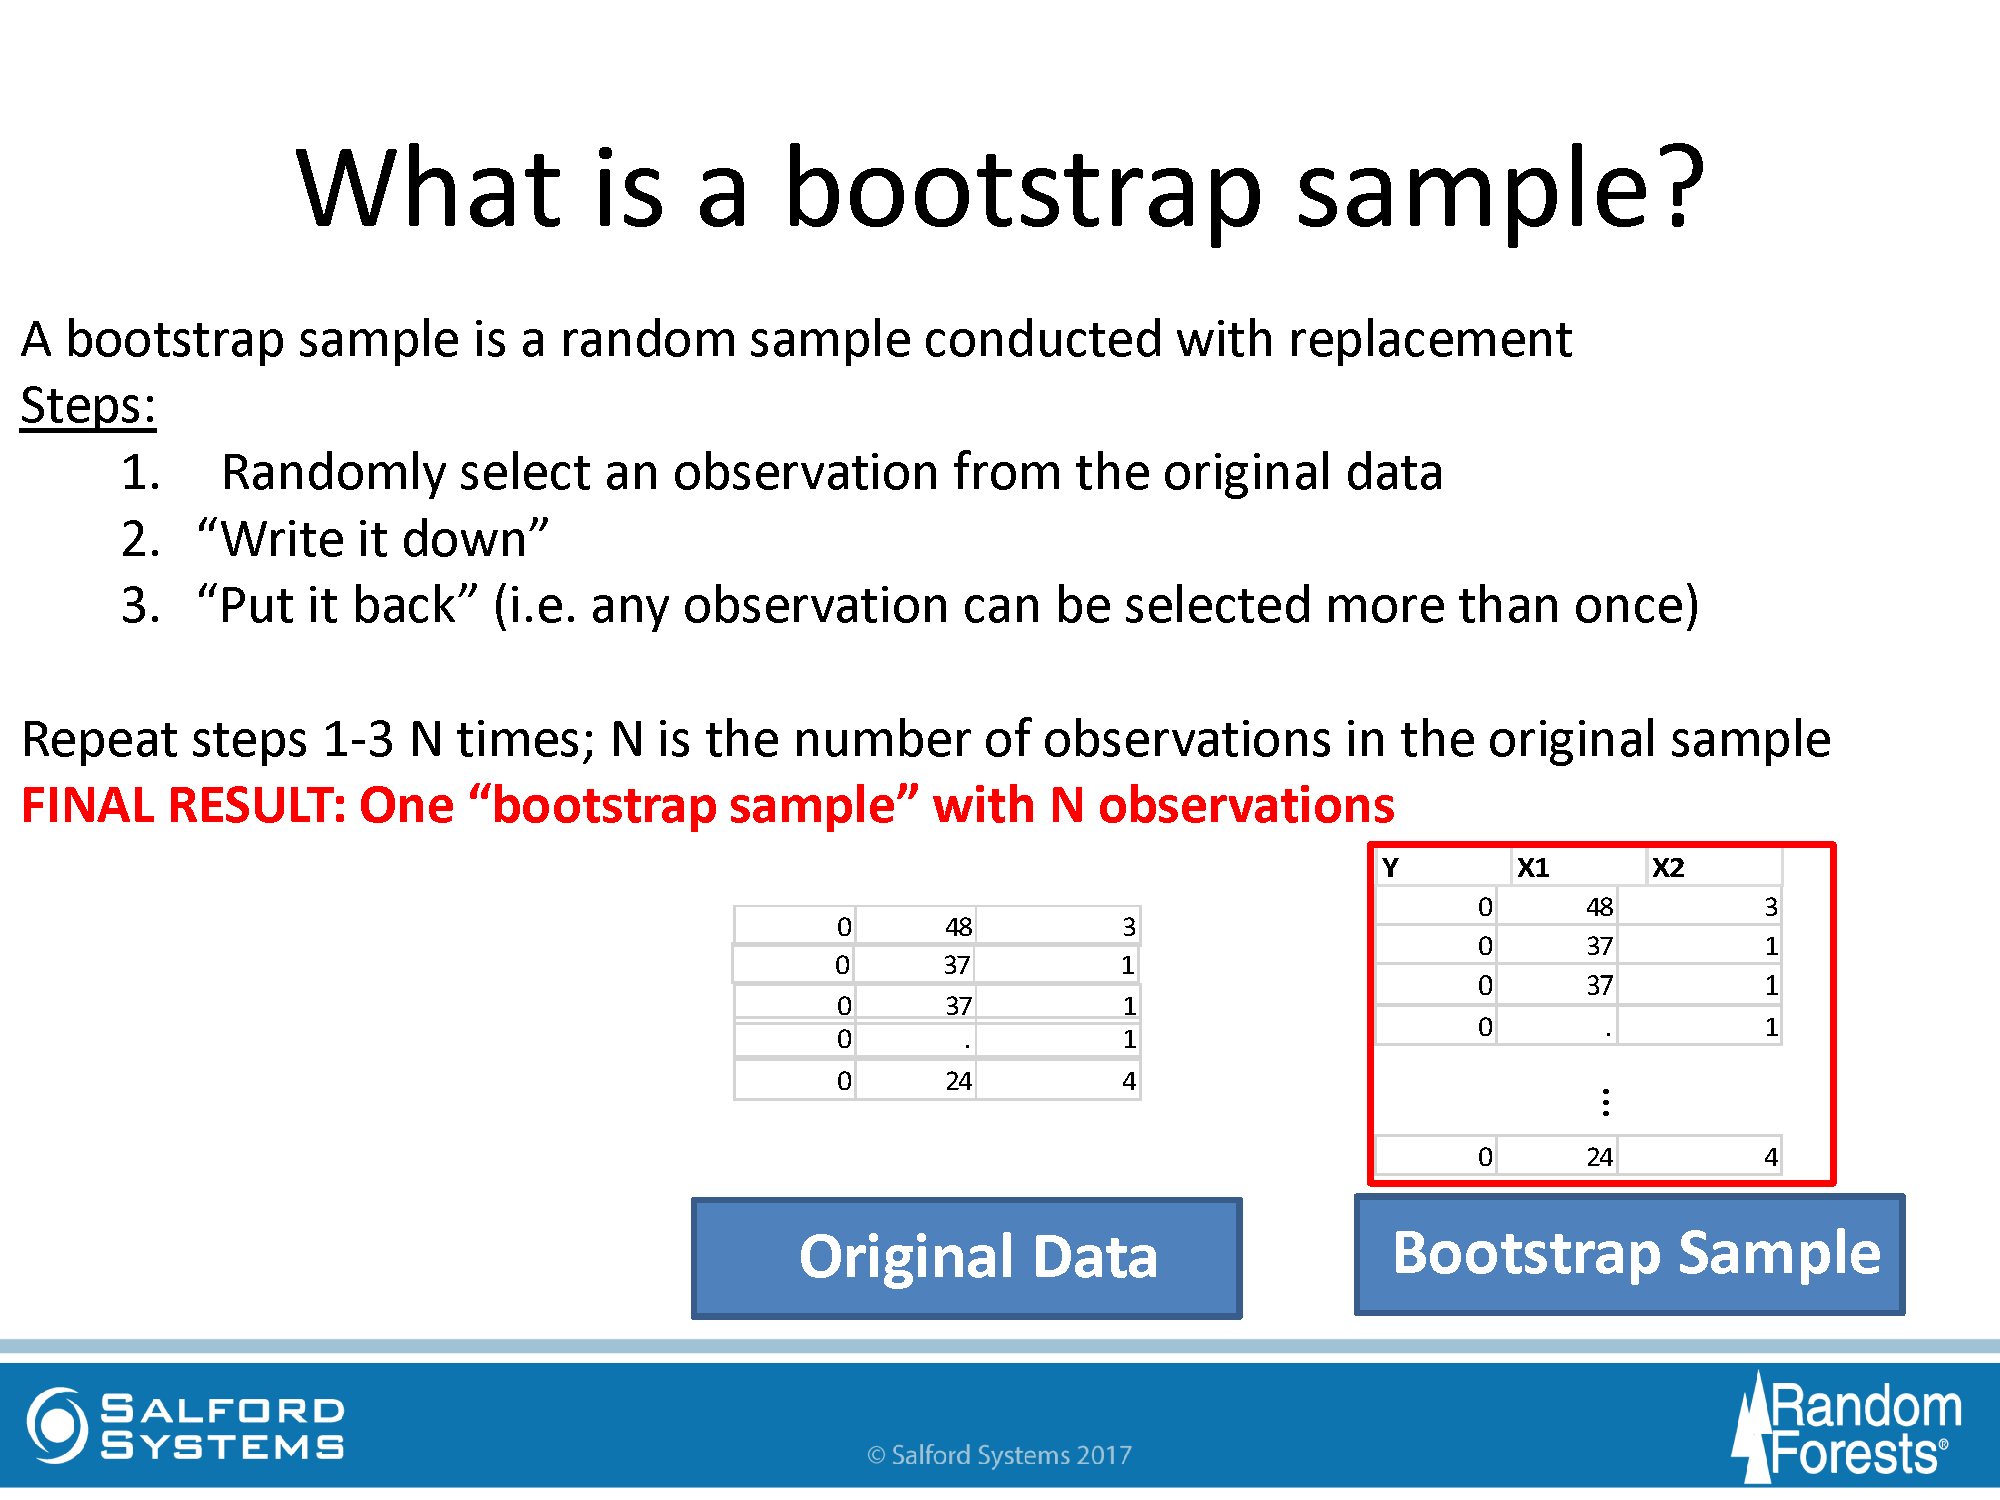 What is a bootstrap sample?
A bootstrap sample is a random sample conducted with replacement
Steps:
1. Randomly select an observation from the original data
2. “Write it down”
3. “Put it back” (i.e. any observation can be selected more than once)
Repeat steps 1-3 N times; N is the number of observations in the original sample
FINAL RESULT: One “bootstrap sample” with N observations
0 48 3
0 37 1
0 37 1
0 . 1
0 24 4
Original Data
Y X1 X2
0 48 3
0 37 1
0 37 1
0 . 1
⋮
0 24 4
Bootstrap Sample
SALFORD
SYSTEMS
© Salford Systems 2017
Random
Forests®